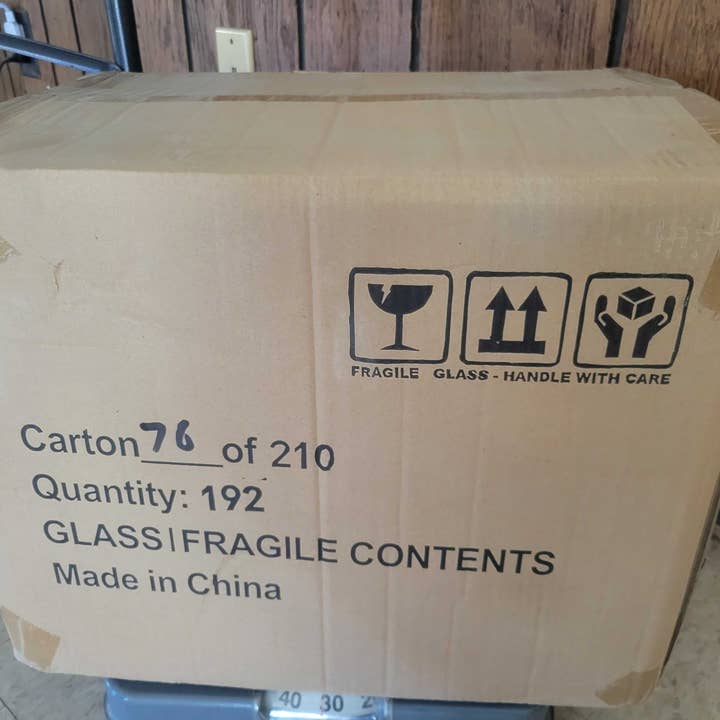 FRAGILE GLASS - HANDLE WITH CARE
Carton 76 of 210
Quantity: 192
GLASS|FRAGILE CONTENTS
Made in China
40 30